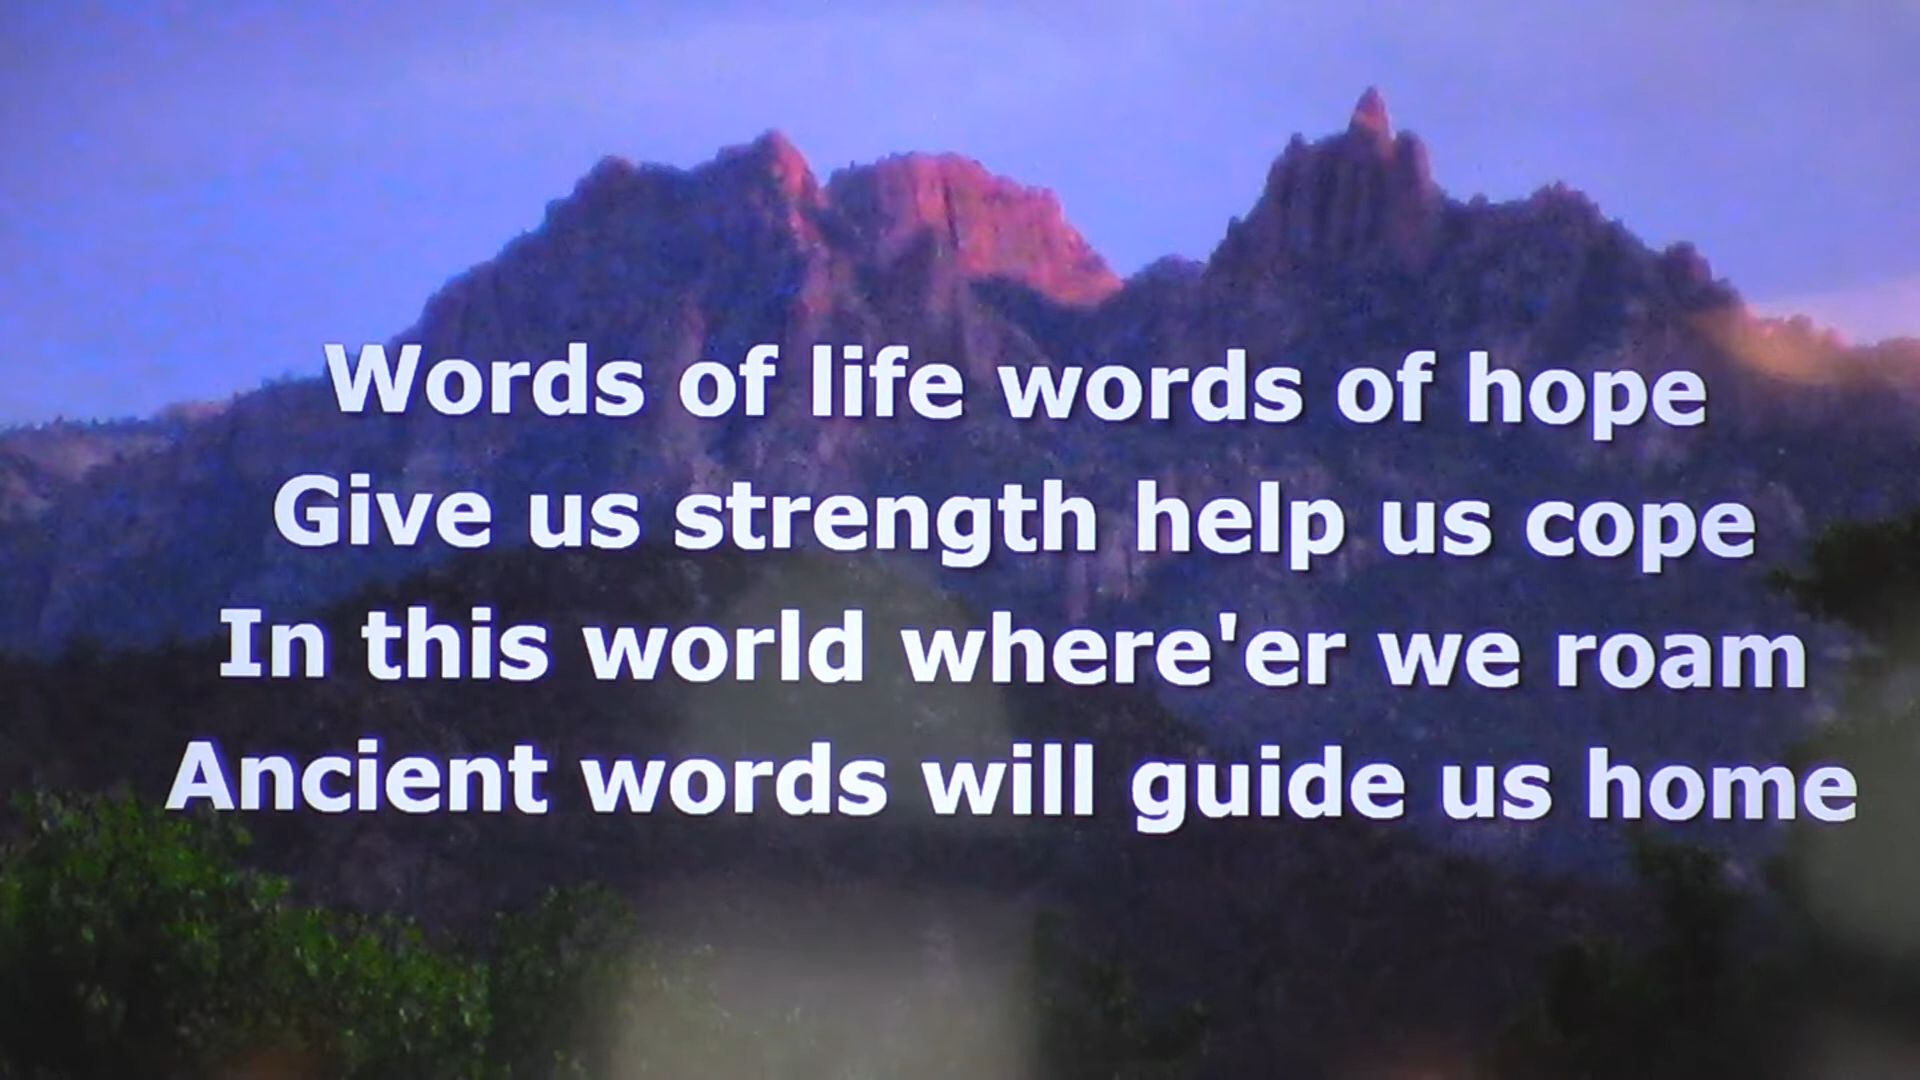 Words of life words of hope
Give us strength help us cope
In this world where'er we roam
Ancient words will guide us home